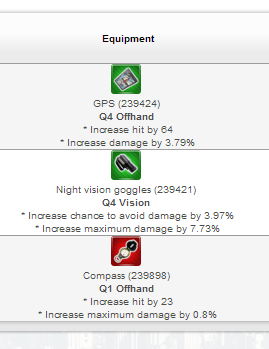 Equipment
GPS (239424)
Q4 Offhand
* Increase hit by 64
* Increase damage by 3.79%
Night vision goggles (239421)
Q4 Vision
* Increase chance to avoid damage by 3.97%
* Increase maximum damage by 7.73%
Compass (239898)
Q1 Offhand
* Increase hit by 23
* Increase maximum damage by 0.8%